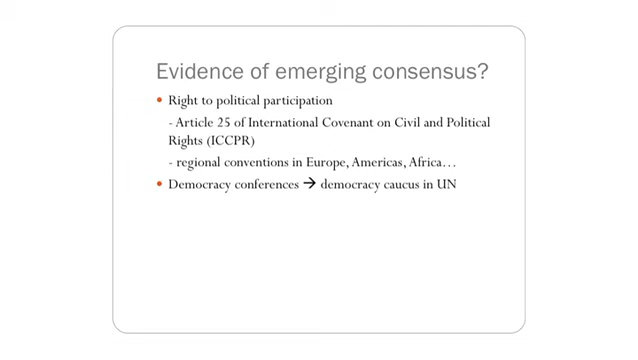 Evidence of emerging consensus?
• Right to political participation
- Article 25 of International Covenant on Civil and Political
Rights (ICCPR)
- regional conventions in Europe, Americas, Africa…
• Democracy conferences → democracy caucus in UN